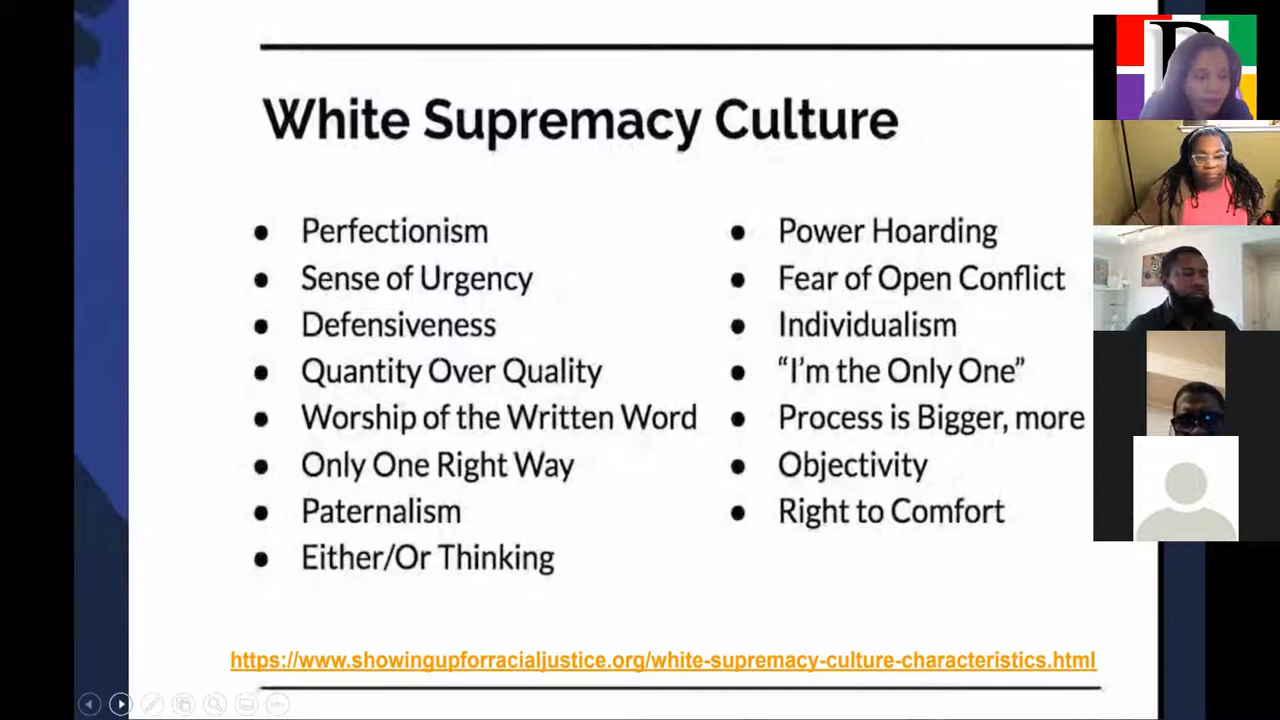 White Supremacy Culture
Perfectionism
Sense of Urgency
Defensiveness
Quantity Over Quality
Worship of the Written Word
Only One Right Way
Paternalism
Either/Or Thinking
Power Hoarding
Fear of Open Conflict
Individualism
“I’m the Only One”
Process is Bigger, more
Objectivity
Right to Comfort
https://www.showingupforracialjustice.org/white-supremacy-culture-characteristics.html